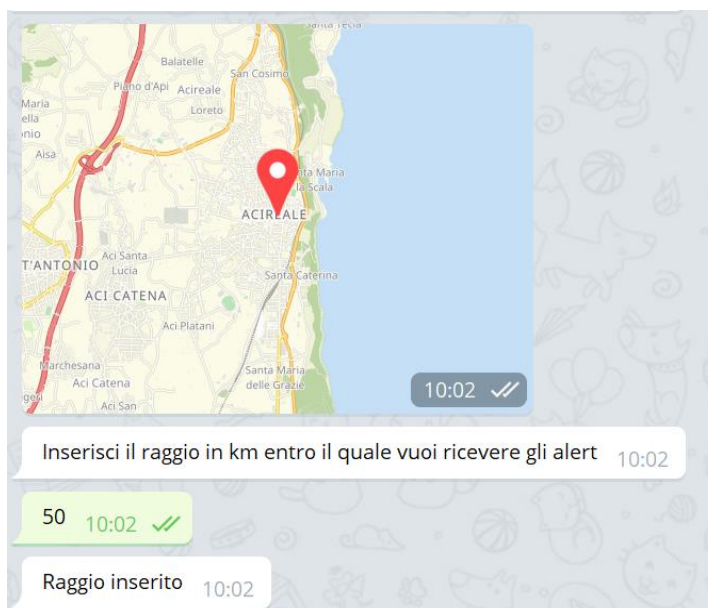 Santa Tecla
Balatelle
San Cosimo
Piano d'Api
Acireale
Maria
ella
onio
Loreto
Aisà
Santa Maria
la Scala
ACIREALE
T'ANTONIO
Aci Santa
Lucia
Santa Caterina
ACI CATENA
Aci Platani
Marchesana
Santa Maria
delle Grazie
Aci Catena
Aci San
10:02
Inserisci il raggio in km entro il quale vuoi ricevere gli alert 10:02
50 10:02
Raggio inserito 10:02